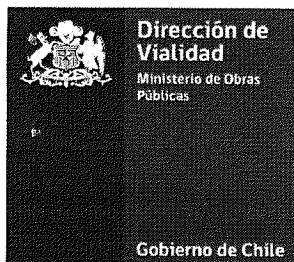 Dirección de
Vialidad
Ministerio de Obras
Públicas
Gobierno de Chile